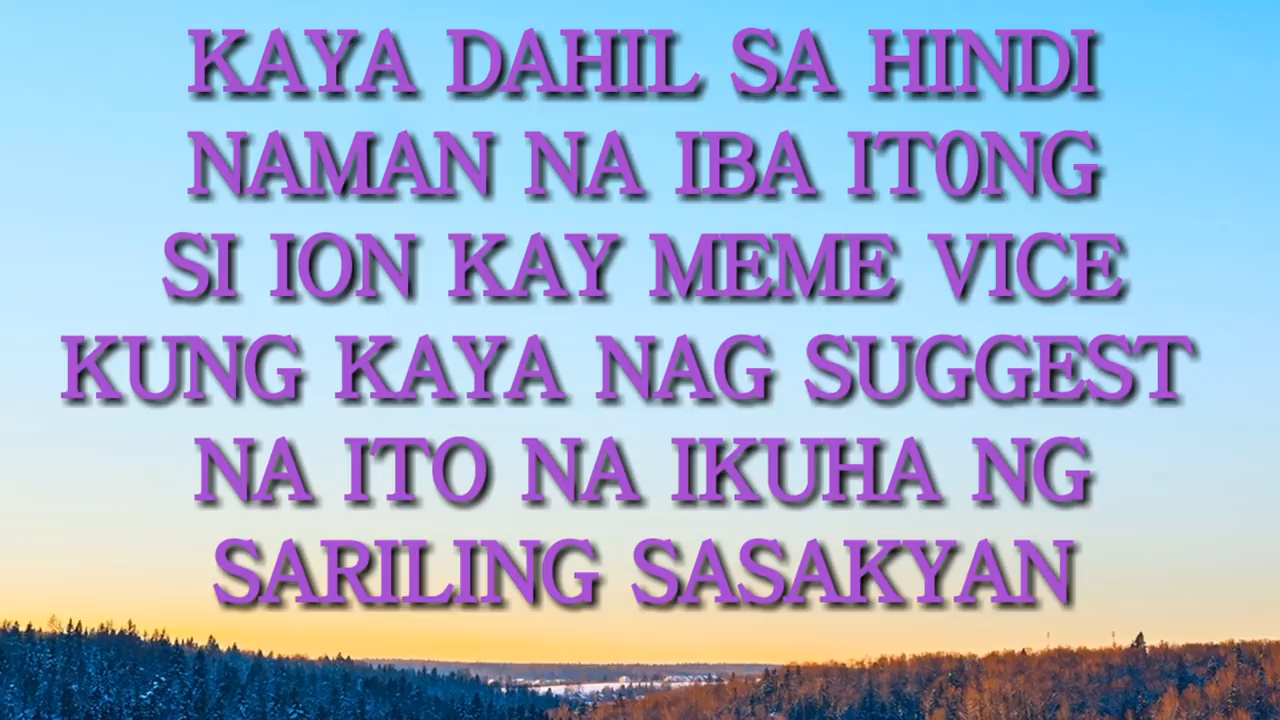 KAYA DAHIL SA HINDI
NAMAN NA IBA IT0NG
SI ION KAY MEME VICE
KUNG KAYA NAG SUGGEST
NA ITO NA IKUHA NG
SARILING SASAKYAN